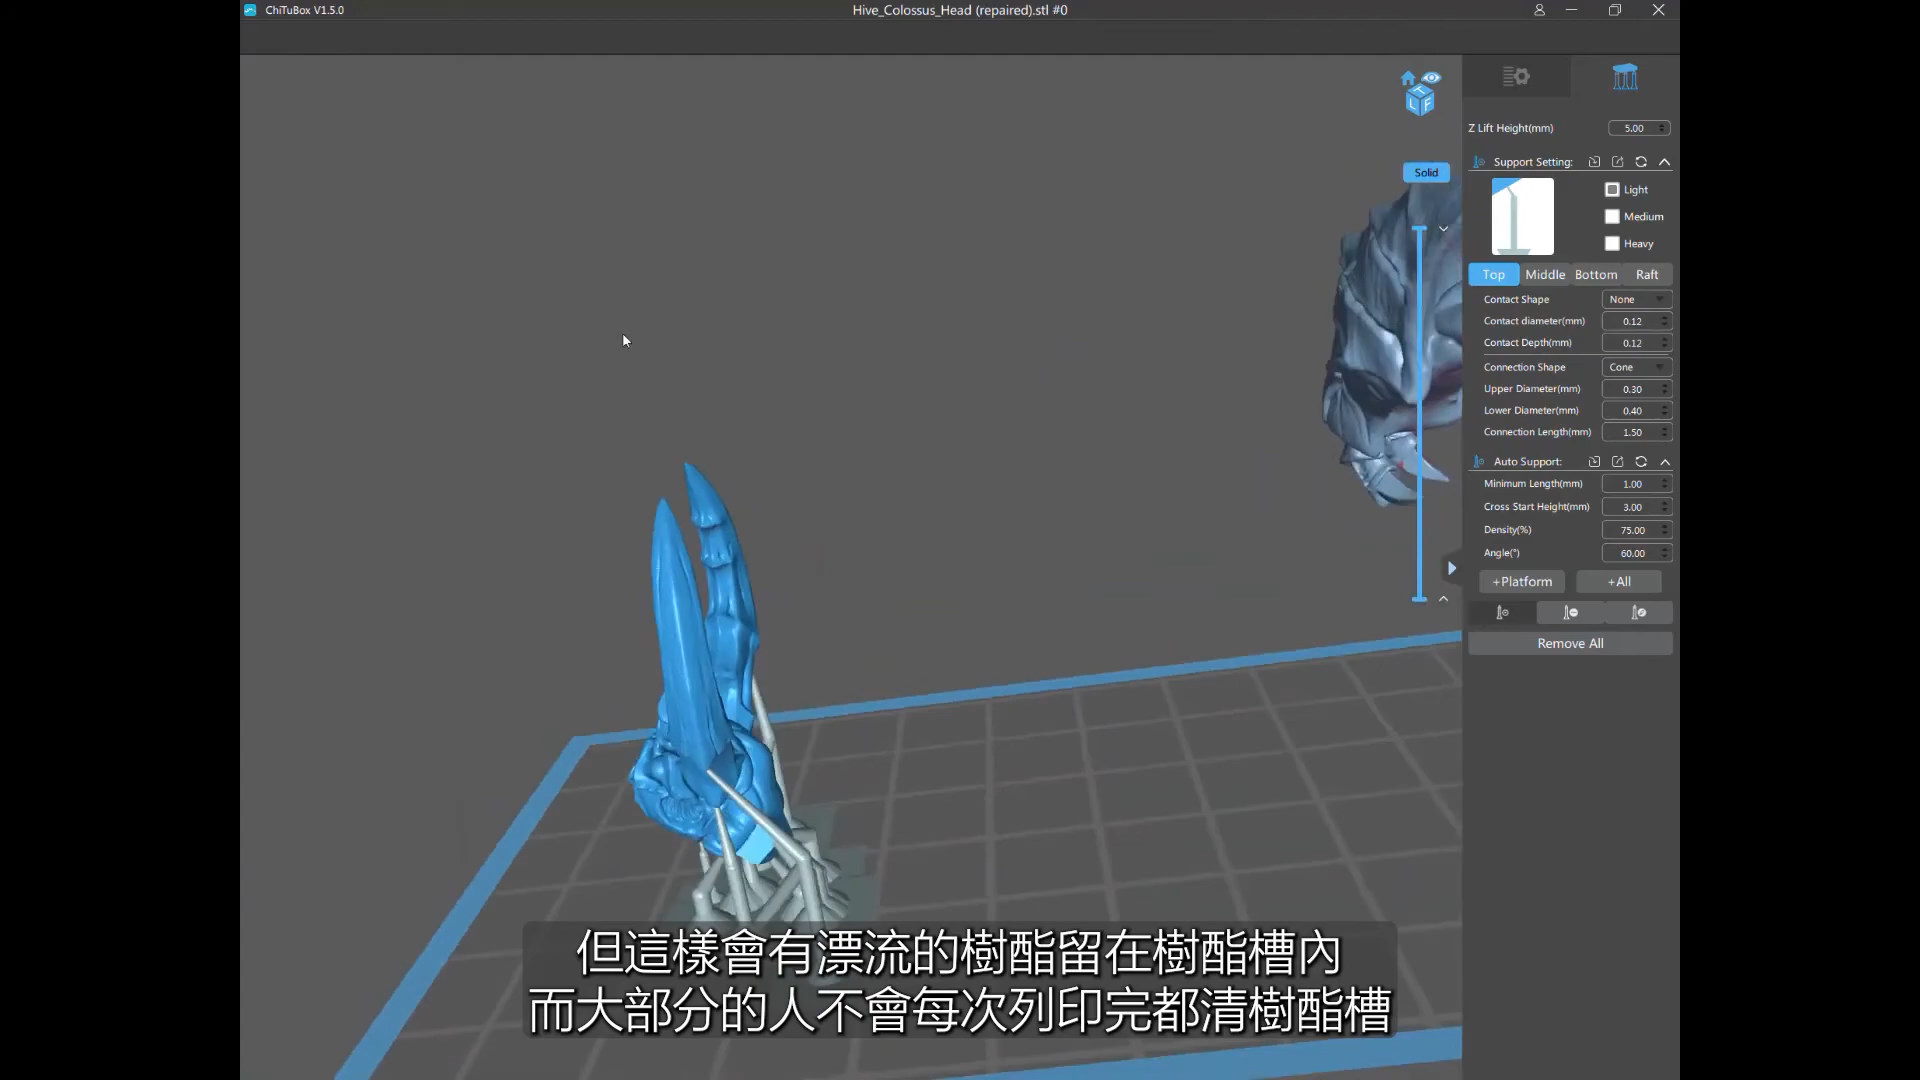 ChiTuBox V1.5.0
Hive_Colossus_Head (repaired).stl #0
Z Lift Height(mm) 5.00
Solid
Support Setting:
Light
Medium
Heavy
Top Middle Bottom Raft
Contact Shape None
Contact diameter(mm) 0.12
Contact Depth(mm) 0.12
Connection Shape Cone
Upper Diameter(mm) 0.30
Lower Diameter(mm) 0.40
Connection Length(mm) 1.50
Auto Support:
Minimum Length(mm) 1.00
Cross Start Height(mm) 3.00
Density(%) 75.00
Angle(°) 60.00
+Platform +All
Remove All
但這樣會有漂流的樹酯留在樹酯槽內
而大部分的人不會每次列印完都清樹酯槽